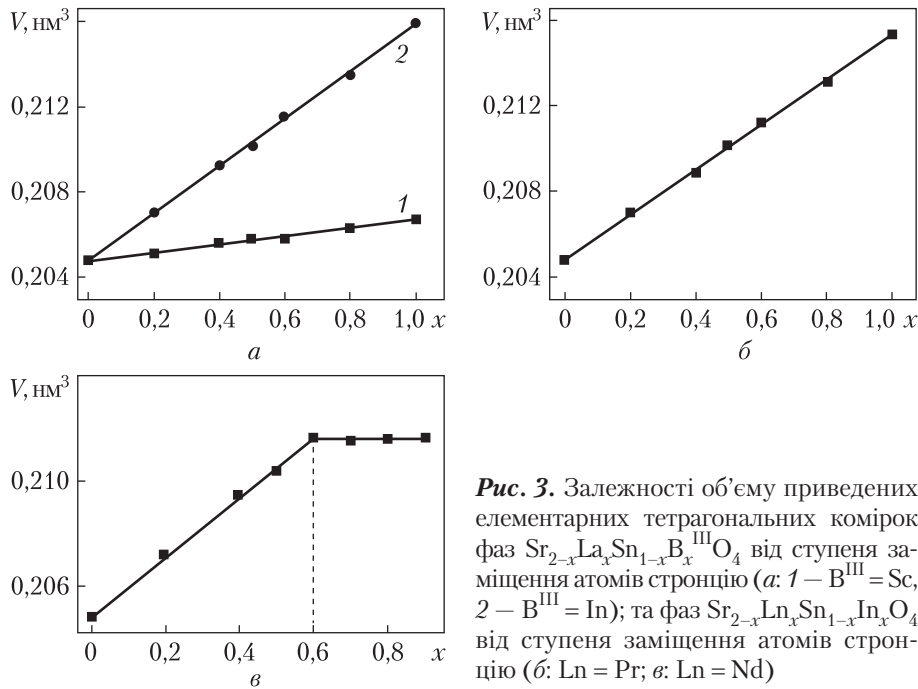 V, нм³
2
0,212
0,208
1
0,204
0 0,2 0,4 0,6 0,8 1,0 x
а
V, нм³
0,212
0,208
0,204
0 0,2 0,4 0,6 0,8 1,0 x
б
V, нм³
0,210
0,206
0 0,2 0,4 0,6 0,8 x
в
Рис. 3. Залежності об’єму приведених
елементарних тетрагональних комірок
фаз Sr₂₋ₓLaₓSn₁₋ₓBₓᴵᴵᴵO₄ від ступеня за-
міщення атомів стронцію (а: 1 — Bᴵᴵᴵ = Sc,
2 — Bᴵᴵᴵ = In); та фаз Sr₂₋ₓLnₓSn₁₋ₓInₓO₄
від ступеня заміщення атомів строн-
цію (б: Ln = Pr; в: Ln = Nd)